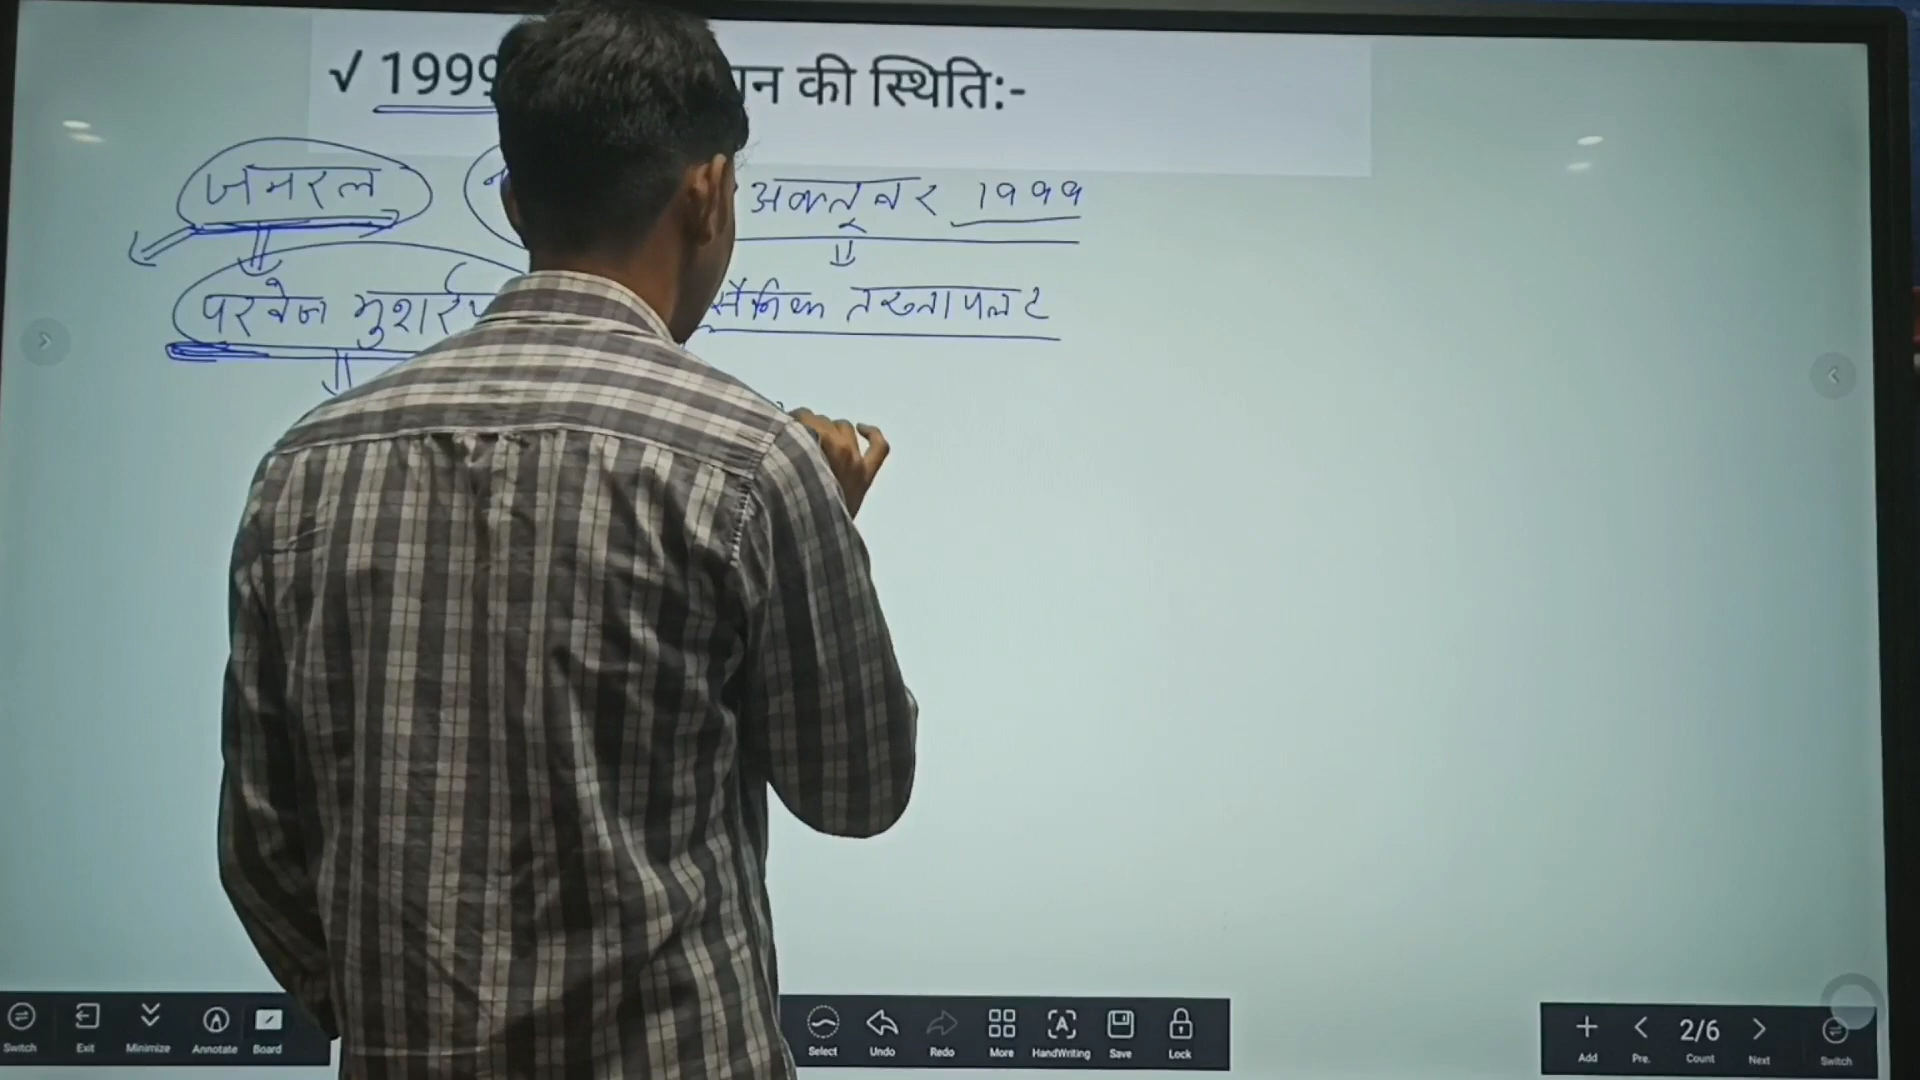 √ 1999 की स्थिति:-
जनरल अक्तूबर 1999
परवेज सैनिक तख्तापलट
Switch Exit Minimize Annotate Board Select Undo Redo More HandWriting Save Lock Add Pre. 2/6 Count Next Switch